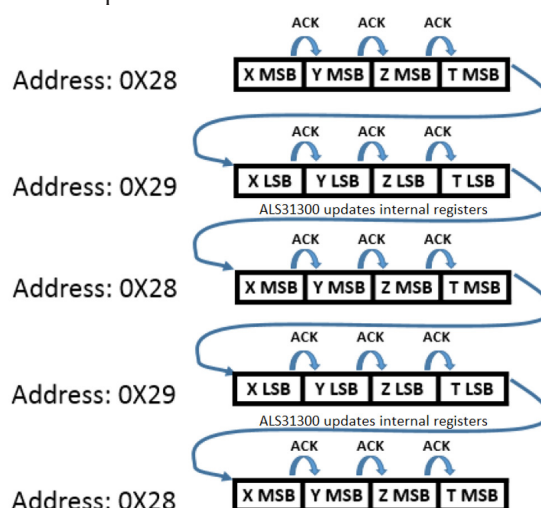 ACK ACK ACK
Address: 0X28 X MSB Y MSB Z MSB T MSB
ACK ACK ACK
Address: 0X29 X LSB Y LSB Z LSB T LSB
ALS31300 updates internal registers
ACK ACK ACK
Address: 0X28 X MSB Y MSB Z MSB T MSB
ACK ACK ACK
Address: 0X29 X LSB Y LSB Z LSB T LSB
ALS31300 updates internal registers
ACK ACK ACK
Address: 0X28 X MSB Y MSB Z MSB T MSB